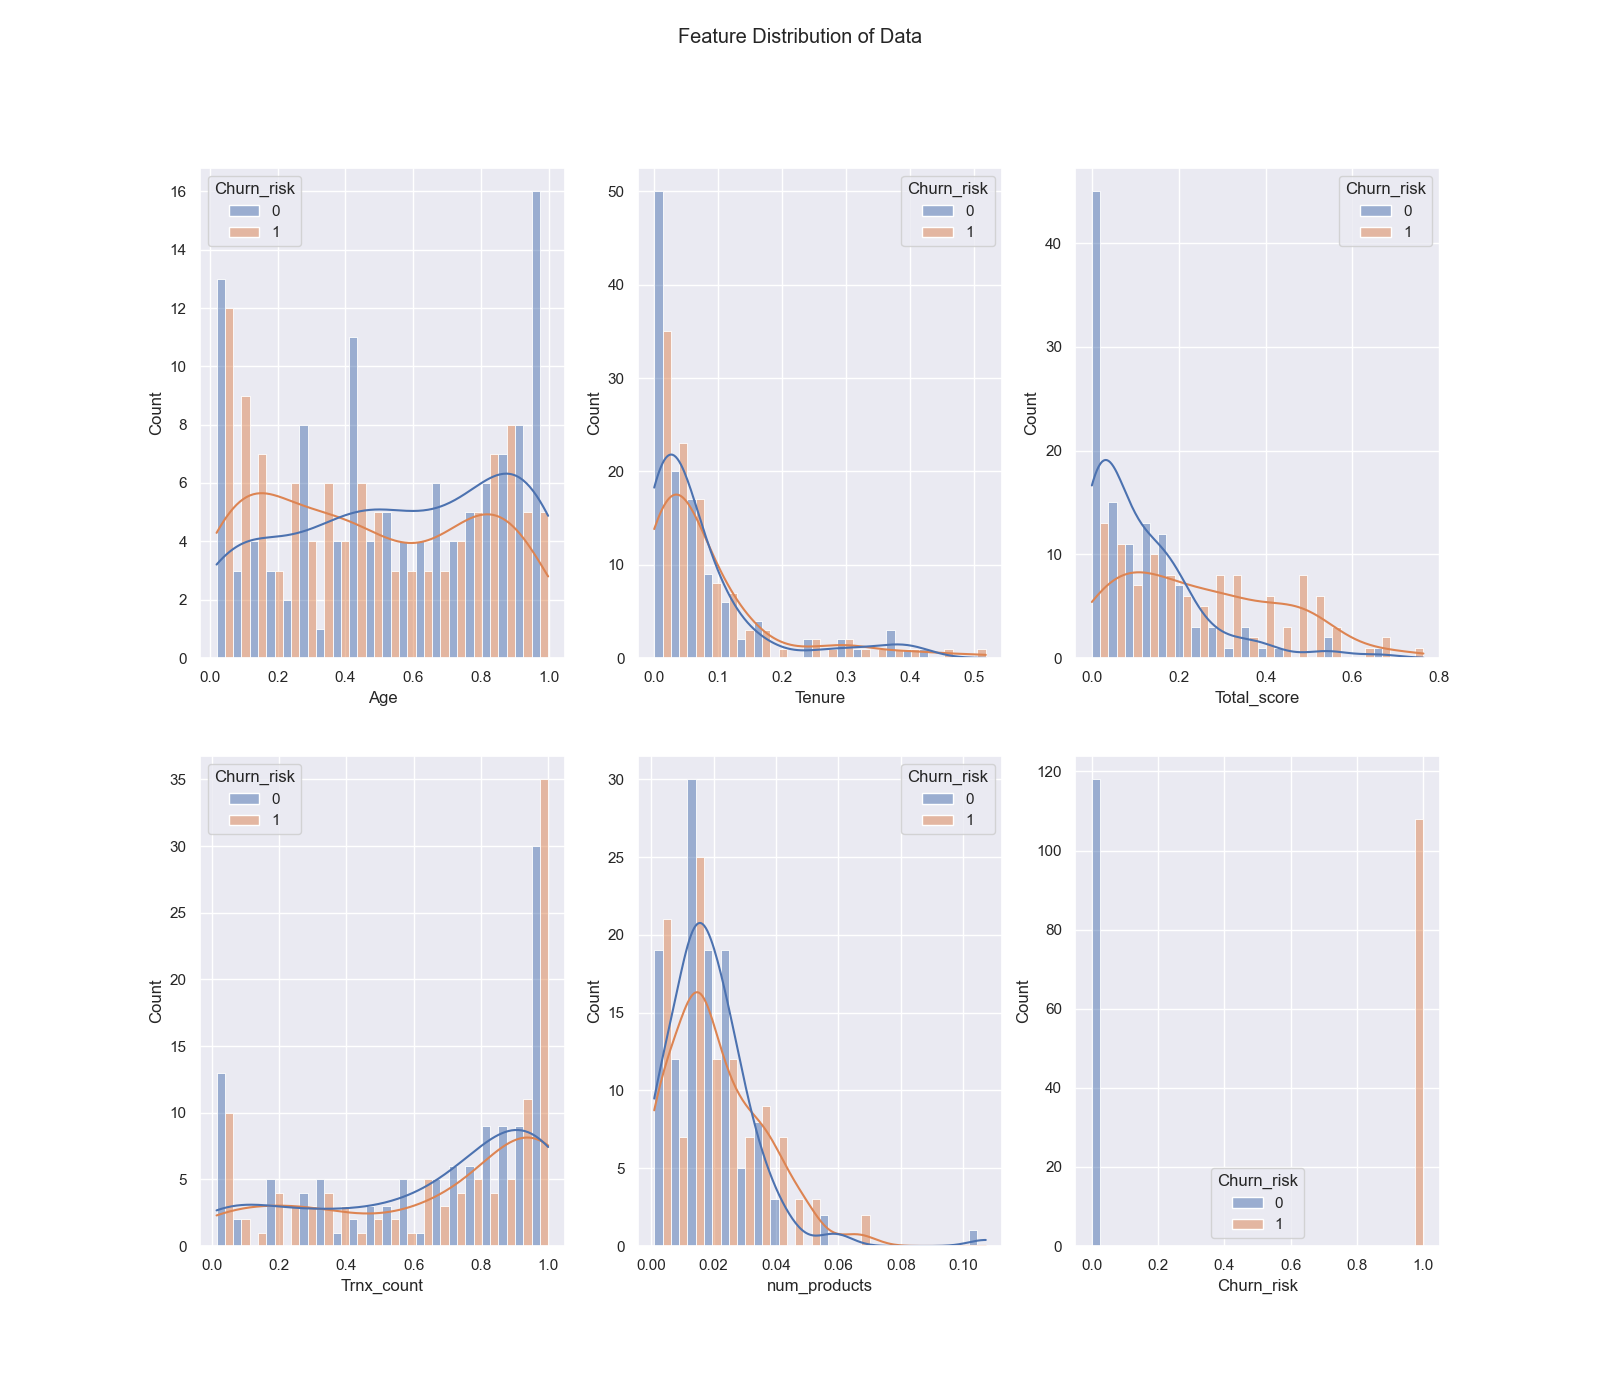 Feature Distribution of Data
Churn_risk
0
1
16
14
12
10
8
6
4
2
0
Count
0.0 0.2 0.4 0.6 0.8 1.0
Age
Churn_risk
0
1
50
40
30
20
10
0
Count
0.0 0.1 0.2 0.3 0.4 0.5
Tenure
Churn_risk
0
1
40
30
20
10
0
Count
0.0 0.2 0.4 0.6 0.8
Total_score
Churn_risk
0
1
35
30
25
20
15
10
5
0
Count
0.0 0.2 0.4 0.6 0.8 1.0
Trnx_count
Churn_risk
0
1
30
25
20
15
10
5
0
Count
0.00 0.02 0.04 0.06 0.08 0.10
num_products
120
100
80
60
40
20
0
Count
Churn_risk
0
1
0.0 0.2 0.4 0.6 0.8 1.0
Churn_risk